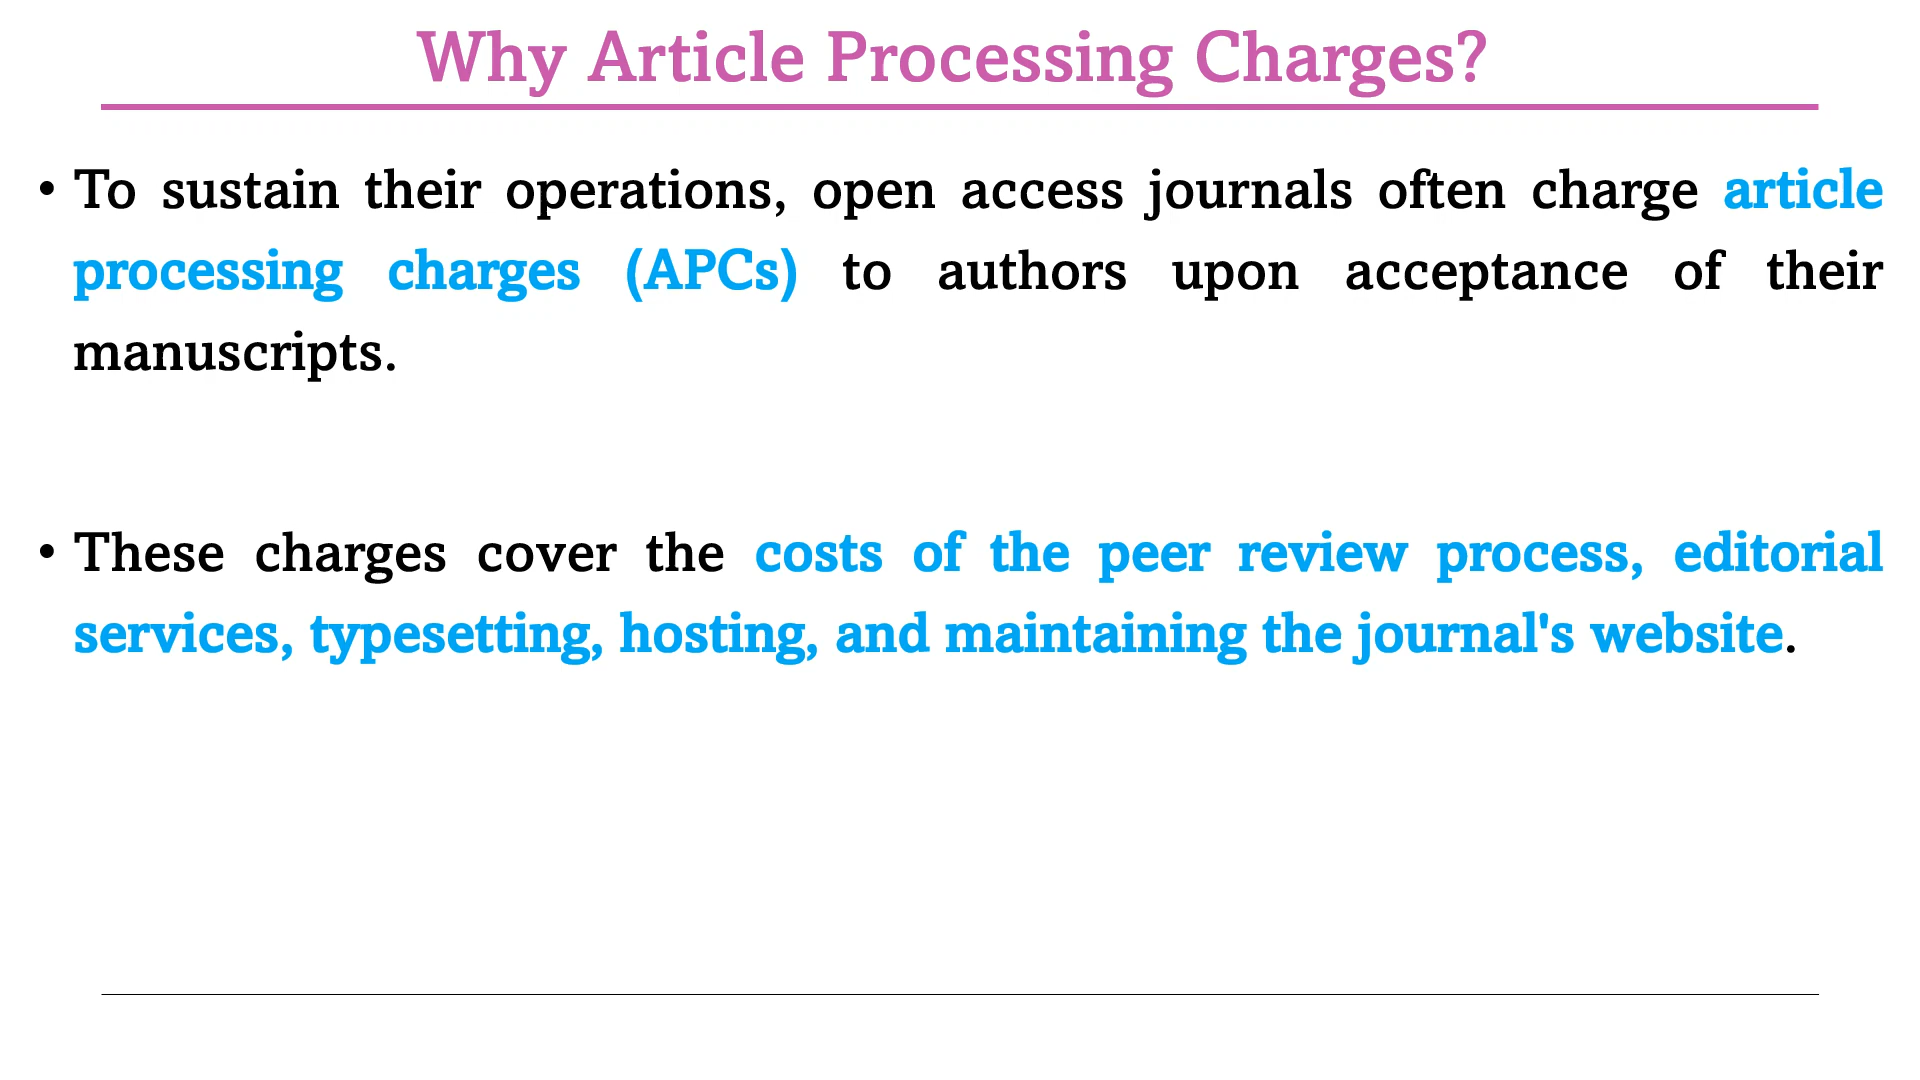 Why Article Processing Charges?
• To sustain their operations, open access journals often charge article
processing charges (APCs) to authors upon acceptance of their
manuscripts.
• These charges cover the costs of the peer review process, editorial
services, typesetting, hosting, and maintaining the journal's website.